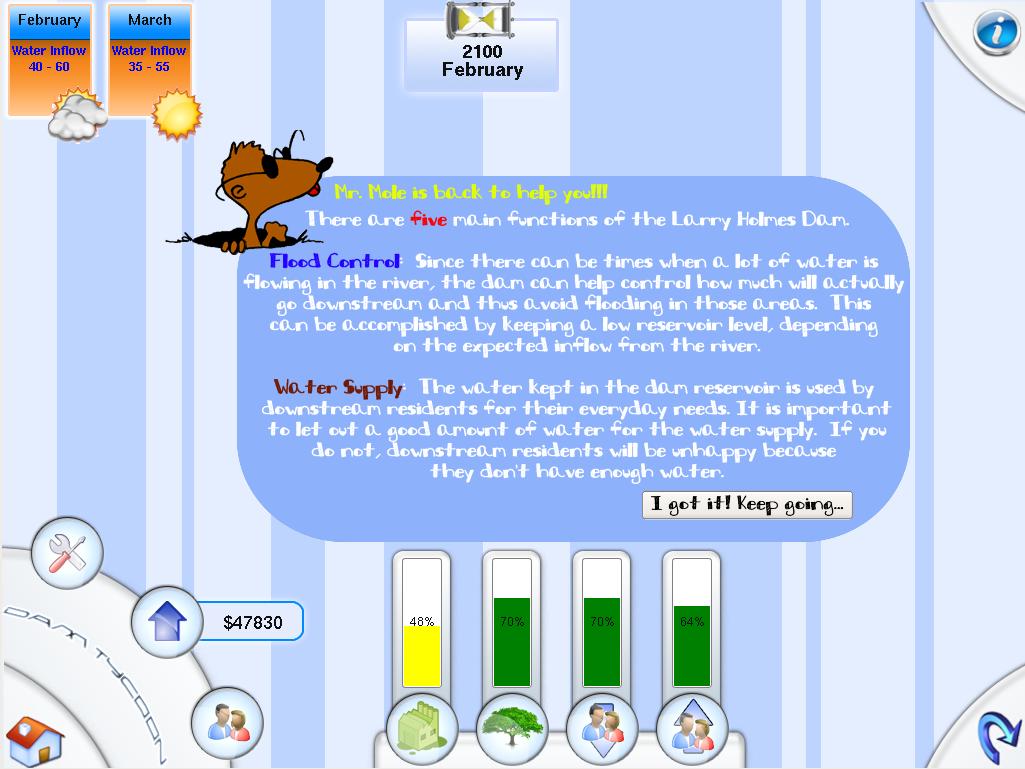 February
Water Inflow
40 - 60
March
Water Inflow
35 - 55
2100
February
Mr. Mole is back to help you!!!
There are five main functions of the Larry Holmes Dam.
Flood Control: Since there can be times when a lot of water is
flowing in the river, the dam can help control how much will actually
go downstream and thus avoid flooding in those areas. This
can be accomplished by keeping a low reservoir level, depending
on the expected inflow from the river.
Water Supply: The water kept in the dam reservoir is used by
downstream residents for their everyday needs. It is important
to let out a good amount of water for the water supply. If you
do not, downstream residents will be unhappy because
they don't have enough water.
I got it! Keep going...
$47830
48%
70%
70%
64%
DAM TYCOON